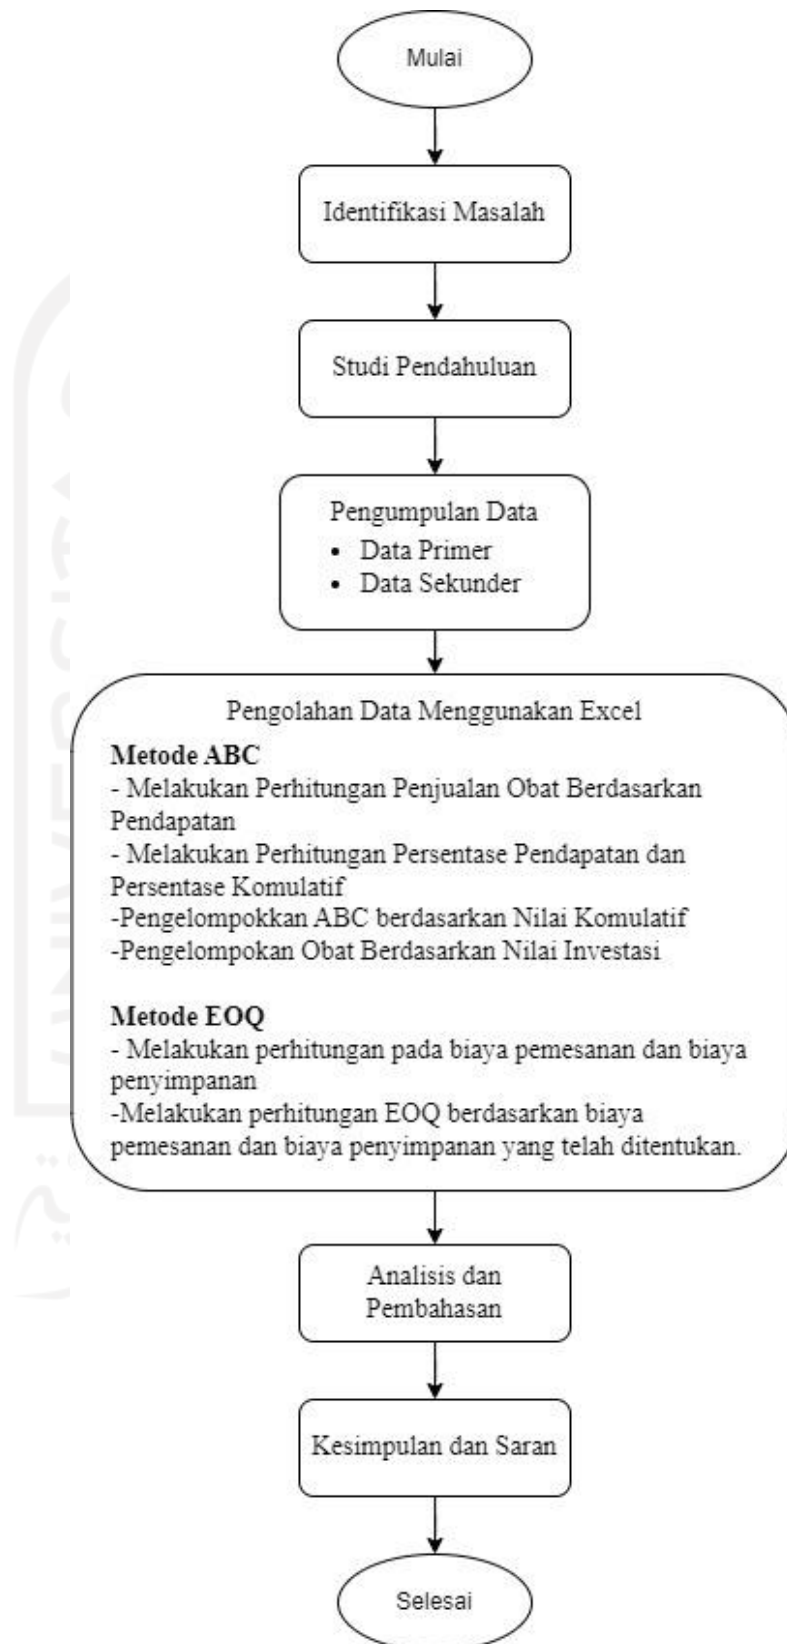 Mulai
Identifikasi Masalah
Studi Pendahuluan
Pengumpulan Data
• Data Primer
• Data Sekunder
Pengolahan Data Menggunakan Excel
Metode ABC
- Melakukan Perhitungan Penjualan Obat Berdasarkan
Pendapatan
- Melakukan Perhitungan Persentase Pendapatan dan
Persentase Komulatif
-Pengelompokkan ABC berdasarkan Nilai Komulatif
-Pengelompokan Obat Berdasarkan Nilai Investasi
Metode EOQ
- Melakukan perhitungan pada biaya pemesanan dan biaya
penyimpanan
-Melakukan perhitungan EOQ berdasarkan biaya
pemesanan dan biaya penyimpanan yang telah ditentukan.
Analisis dan
Pembahasan
Kesimpulan dan Saran
Selesai